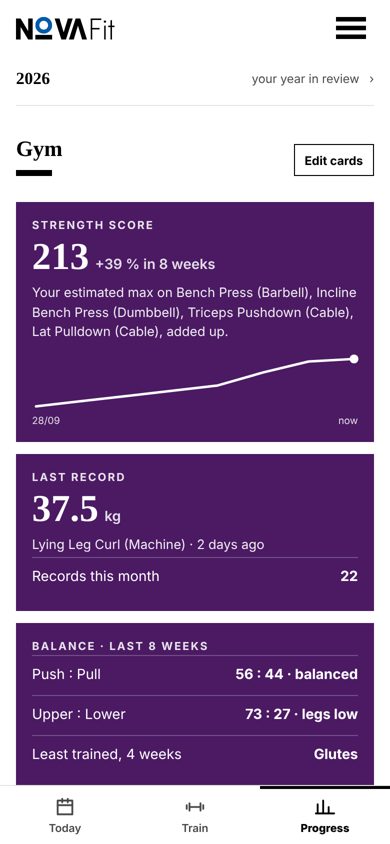 NOVAFit
2026
your year in review ›
Gym
Edit cards
STRENGTH SCORE
213 +39 % in 8 weeks
Your estimated max on Bench Press (Barbell), Incline
Bench Press (Dumbbell), Triceps Pushdown (Cable),
Lat Pulldown (Cable), added up.
28/09
now
LAST RECORD
37.5 kg
Lying Leg Curl (Machine) · 2 days ago
Records this month 22
BALANCE · LAST 8 WEEKS
Push : Pull 56 : 44 · balanced
Upper : Lower 73 : 27 · legs low
Least trained, 4 weeks Glutes
Today
Train
Progress